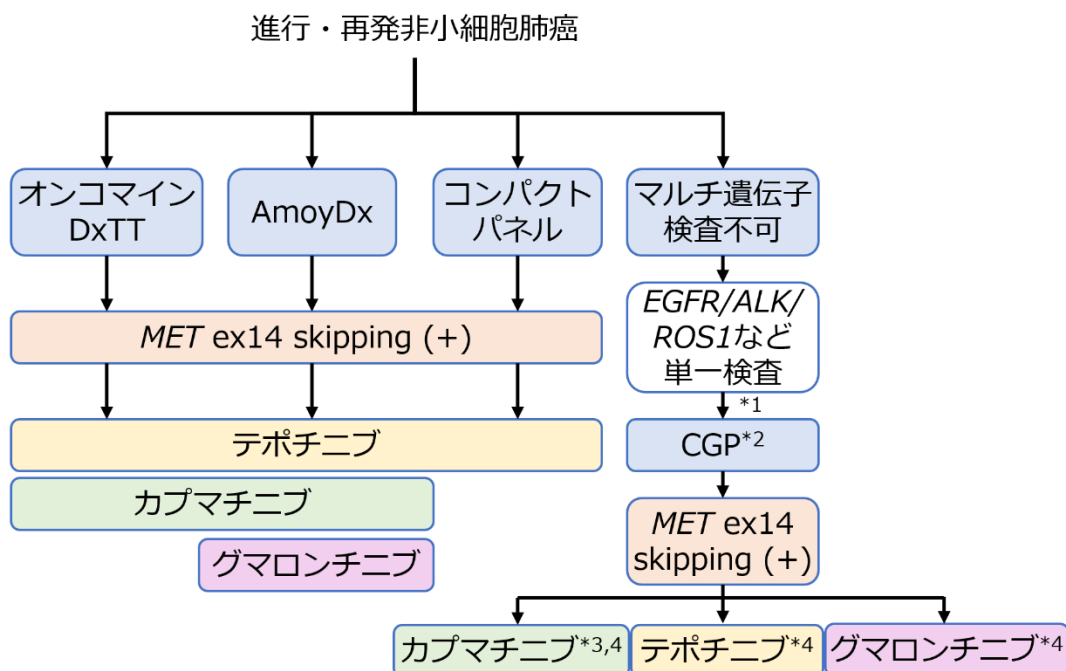 進行・再発非小細胞肺癌
オンコマイン
DxTT
AmoyDx
コンパクト
パネル
マルチ遺伝子
検査不可
MET ex14 skipping (+)
EGFR/ALK/
ROS1など
単一検査
*1
テポチニブ
CGP*2
カプマチニブ
グマロンチニブ
MET ex14
skipping (+)
カプマチニブ*3,4
テポチニブ*4
グマロンチニブ*4